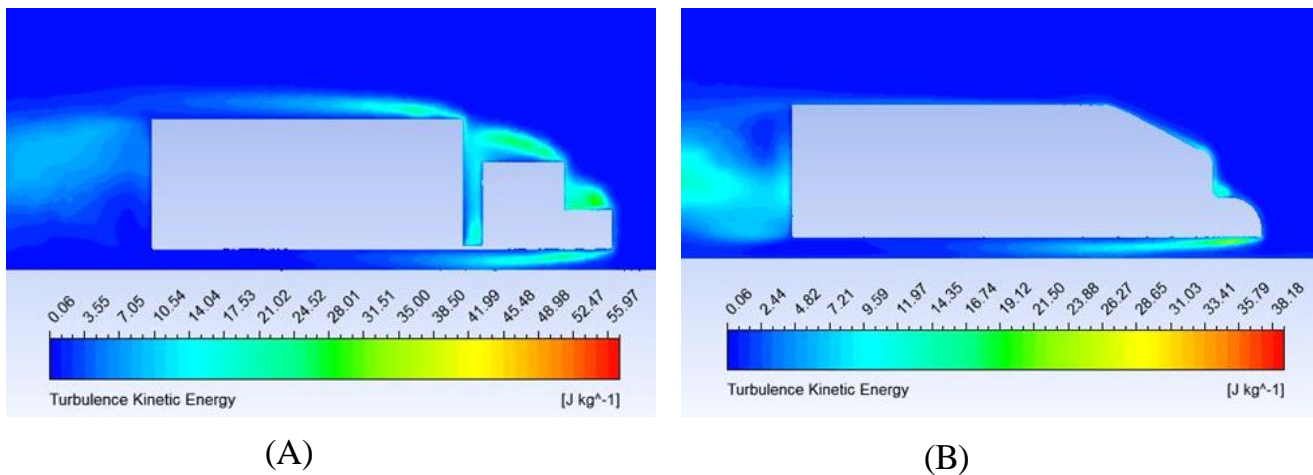 0.06 3.55 7.05 10.54 14.04 17.53 21.02 24.52 28.01 31.51 35.00 38.50 41.99 45.48 48.98 52.47 55.97
Turbulence Kinetic Energy [J kg^-1]
(A)
0.06 2.44 4.82 7.21 9.59 11.97 14.35 16.74 19.12 21.50 23.88 26.27 28.65 31.03 33.41 35.79 38.18
Turbulence Kinetic Energy [J kg^-1]
(B)